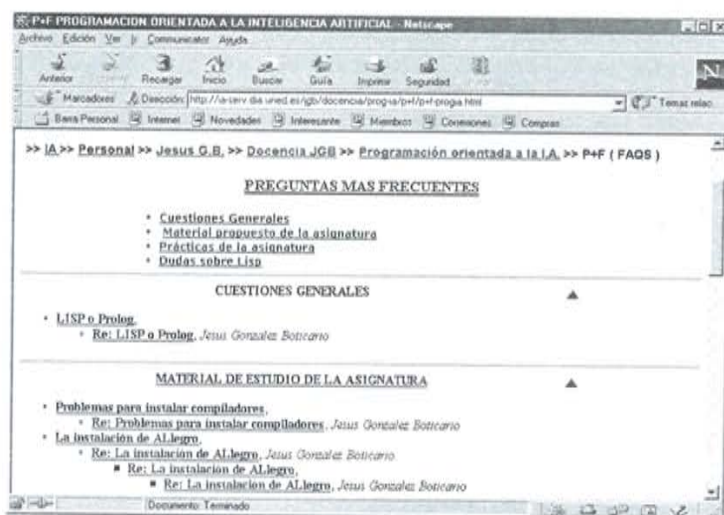 P+F PROGRAMACION ORIENTADA A LA INTELIGENCIA ARTIFICIAL - Netscape
Archivo Edición Ver Ir Communicator Ayuda
Anterior Recargar Inicio Buscar Guía Imprimir Seguridad
Marcadores Dirección: http://ia-serv.dia.uned.es/jgb/docencia/prog-ia/p+f/p+f-progia.html Temas relac.
Barra Personal Internet Novedades Interesante Miembros Conexiones Compras
>> IA >> Personal >> Jesus G.B. >> Docencia JGB >> Programación orientada a la I.A. >> P+F ( FAQS )
PREGUNTAS MAS FRECUENTES
• Cuestiones Generales
• Material propuesto de la asignatura
• Prácticas de la asignatura
• Dudas sobre Lisp
CUESTIONES GENERALES
• LISP o Prolog,
◦ Re: LISP o Prolog, Jesus Gonzalez Boticario
MATERIAL DE ESTUDIO DE LA ASIGNATURA
• Problemas para instalar compiladores,
◦ Re: Problemas para instalar compiladores, Jesus Gonzalez Boticario
• La instalación de ALlegro,
◦ Re: La instalación de ALlegro, Jesus Gonzalez Boticario
■ Re: La instalacion de ALlegro,
■ Re: La instalacion de ALlegro, Jesus Gonzalez Boticario
Documento: Terminado